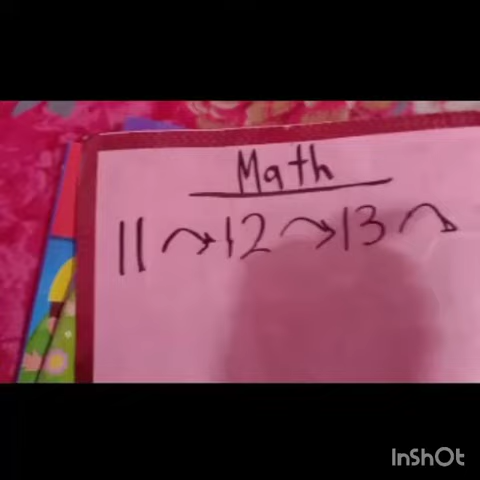 Math
11 → 12 → 13 →
InShOt